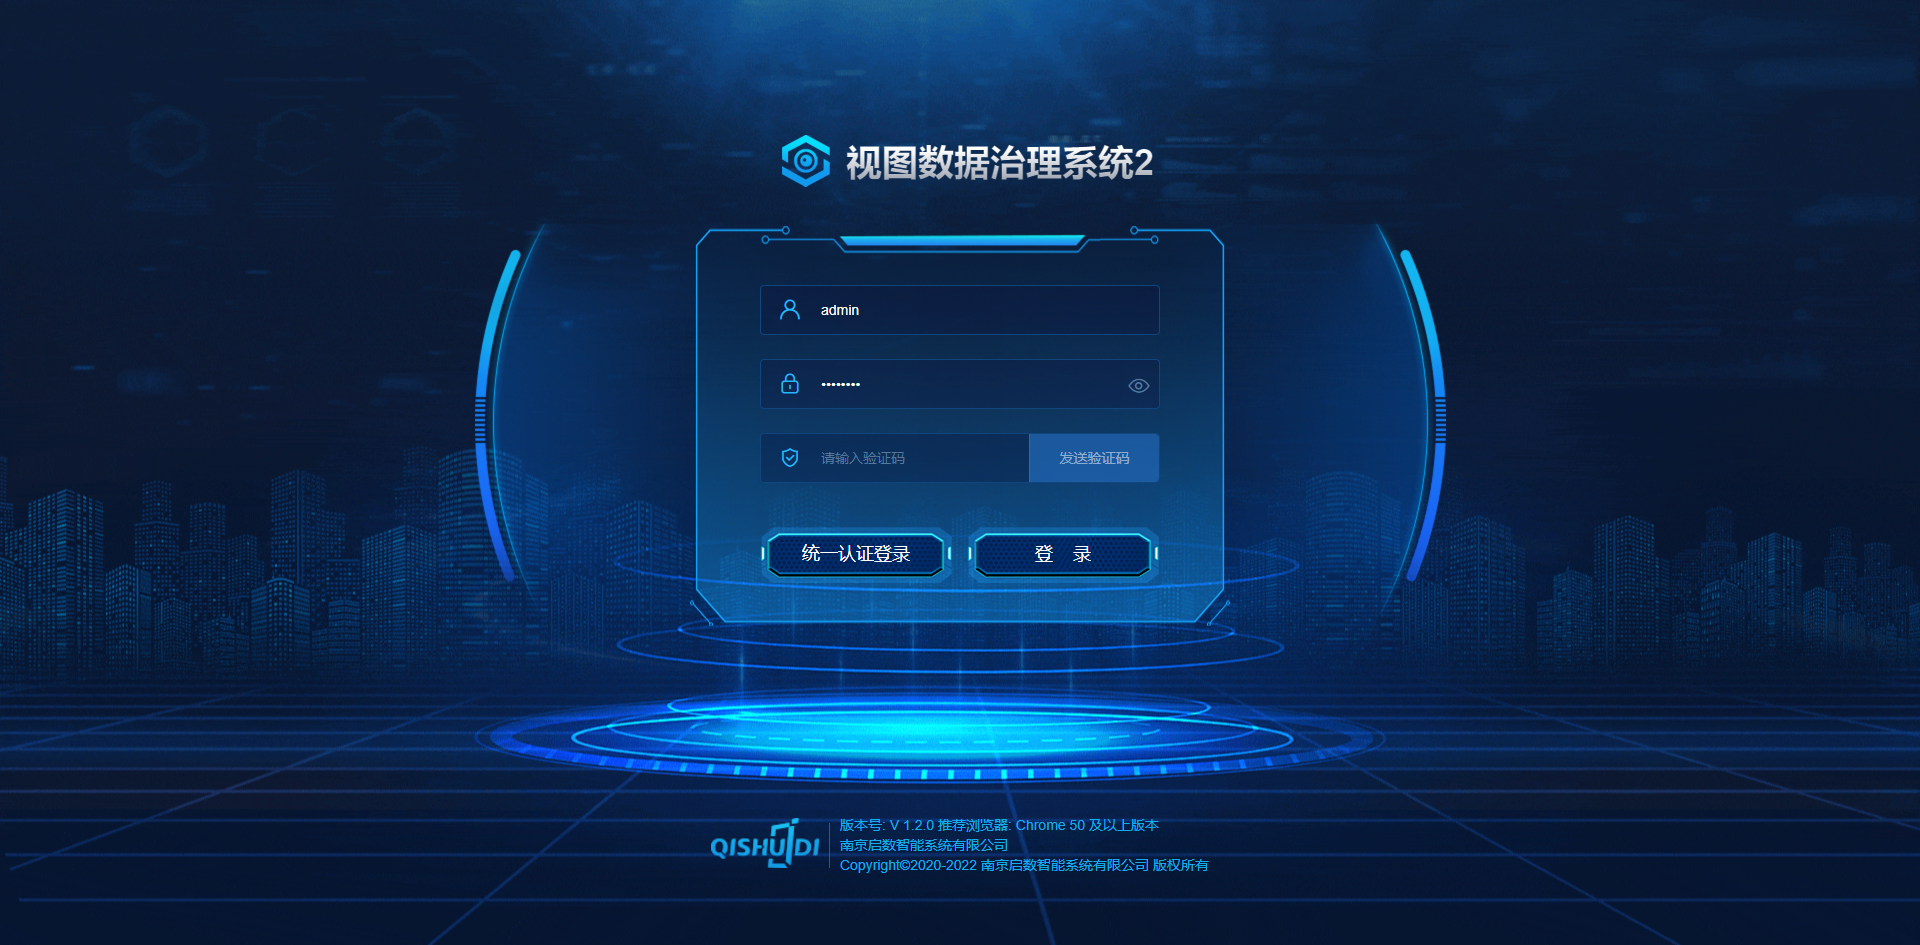 视图数据治理系统2
admin
••••••••
请输入验证码
发送验证码
统一认证登录
登 录
QISHUDI
版本号: V 1.2.0 推荐浏览器: Chrome 50 及以上版本
南京启数智能系统有限公司
Copyright©2020-2022 南京启数智能系统有限公司 版权所有